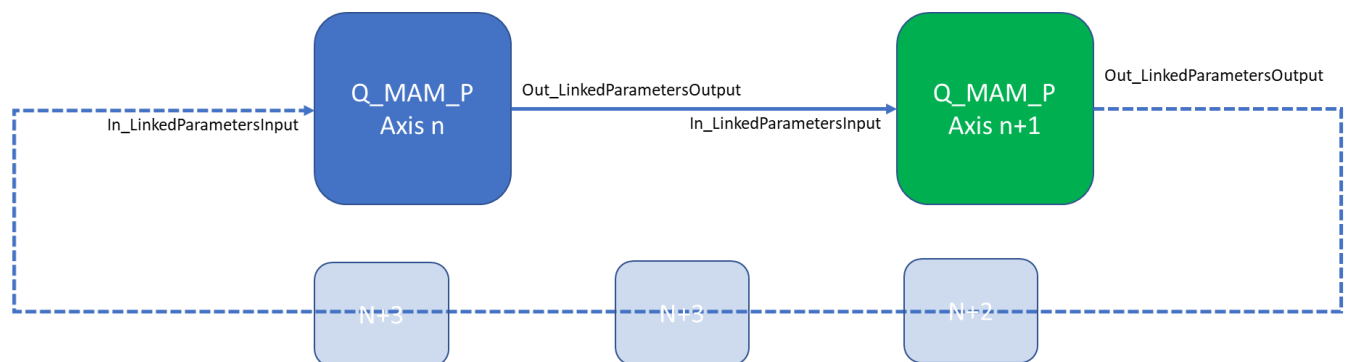 Q_MAM_P
Axis n
In_LinkedParametersInput
Out_LinkedParametersOutput
In_LinkedParametersInput
Q_MAM_P
Axis n+1
Out_LinkedParametersOutput
N+3
N+3
N+2